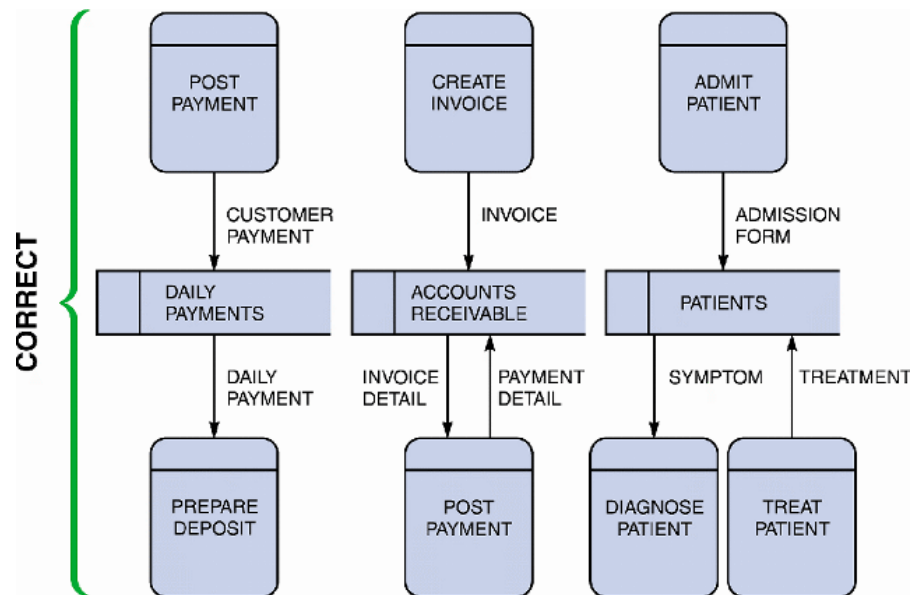 CORRECT
POST
PAYMENT
CREATE
INVOICE
ADMIT
PATIENT
CUSTOMER
PAYMENT
INVOICE
ADMISSION
FORM
DAILY
PAYMENTS
ACCOUNTS
RECEIVABLE
PATIENTS
DAILY
PAYMENT
INVOICE
DETAIL
PAYMENT
DETAIL
SYMPTOM
TREATMENT
PREPARE
DEPOSIT
POST
PAYMENT
DIAGNOSE
PATIENT
TREAT
PATIENT